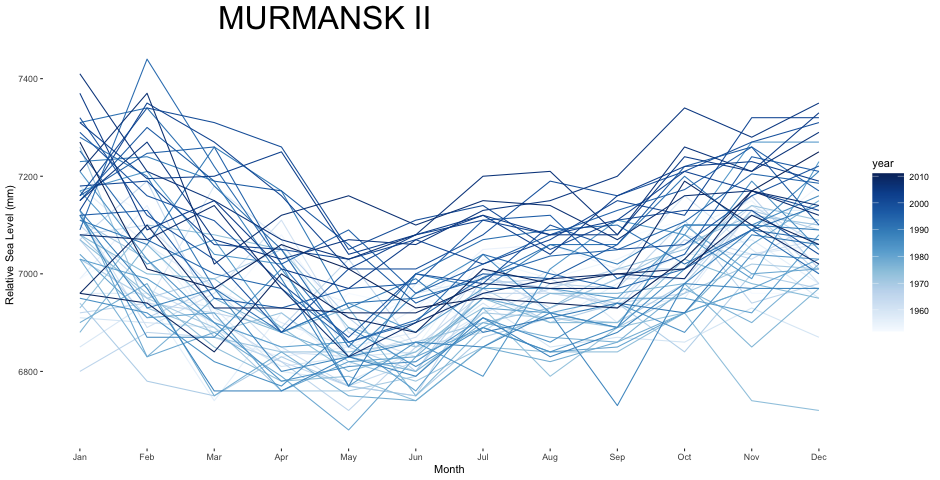 MURMANSK II
Relative Sea Level (mm)
7400
7200
7000
6800
Jan Feb Mar Apr May Jun Jul Aug Sep Oct Nov Dec
Month
year
2010
2000
1990
1980
1970
1960